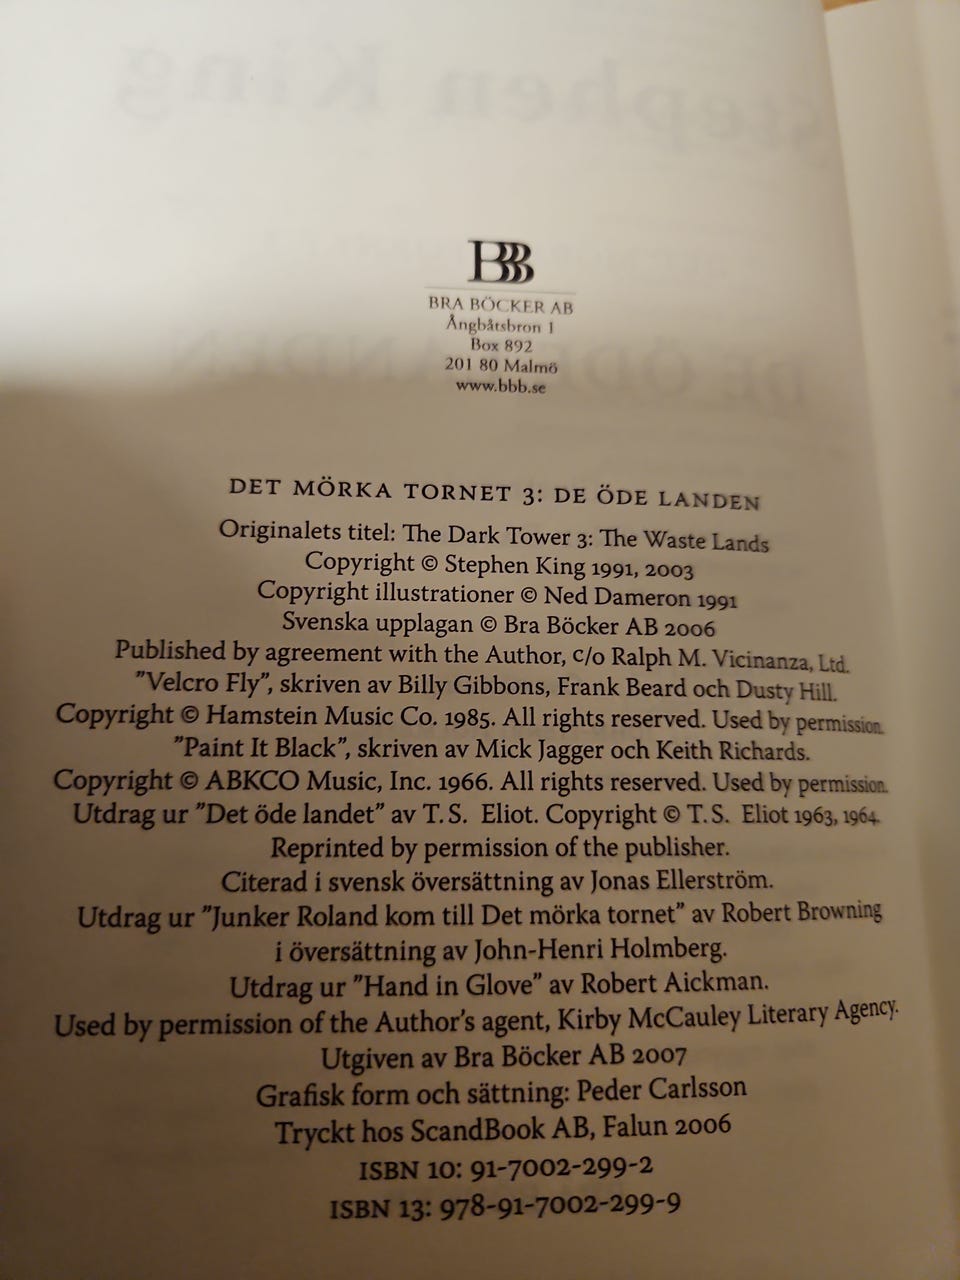 BBB
BRA BÖCKER AB
Ångbåtsbron 1
Box 892
201 80 Malmö
www.bbb.se
DET MÖRKA TORNET 3: DE ÖDE LANDEN
Originalets titel: The Dark Tower 3: The Waste Lands
Copyright © Stephen King 1991, 2003
Copyright illustrationer © Ned Dameron 1991
Svenska upplagan © Bra Böcker AB 2006
Published by agreement with the Author, c/o Ralph M. Vicinanza, Ltd.
"Velcro Fly", skriven av Billy Gibbons, Frank Beard och Dusty Hill.
Copyright © Hamstein Music Co. 1985. All rights reserved. Used by permission.
"Paint It Black", skriven av Mick Jagger och Keith Richards.
Copyright © ABKCO Music, Inc. 1966. All rights reserved. Used by permission.
Utdrag ur "Det öde landet" av T.S. Eliot. Copyright © T.S. Eliot 1963, 1964.
Reprinted by permission of the publisher.
Citerad i svensk översättning av Jonas Ellerström.
Utdrag ur "Junker Roland kom till Det mörka tornet" av Robert Browning
i översättning av John-Henri Holmberg.
Utdrag ur "Hand in Glove" av Robert Aickman.
Used by permission of the Author's agent, Kirby McCauley Literary Agency.
Utgiven av Bra Böcker AB 2007
Grafisk form och sättning: Peder Carlsson
Tryckt hos ScandBook AB, Falun 2006
ISBN 10: 91-7002-299-2
ISBN 13: 978-91-7002-299-9